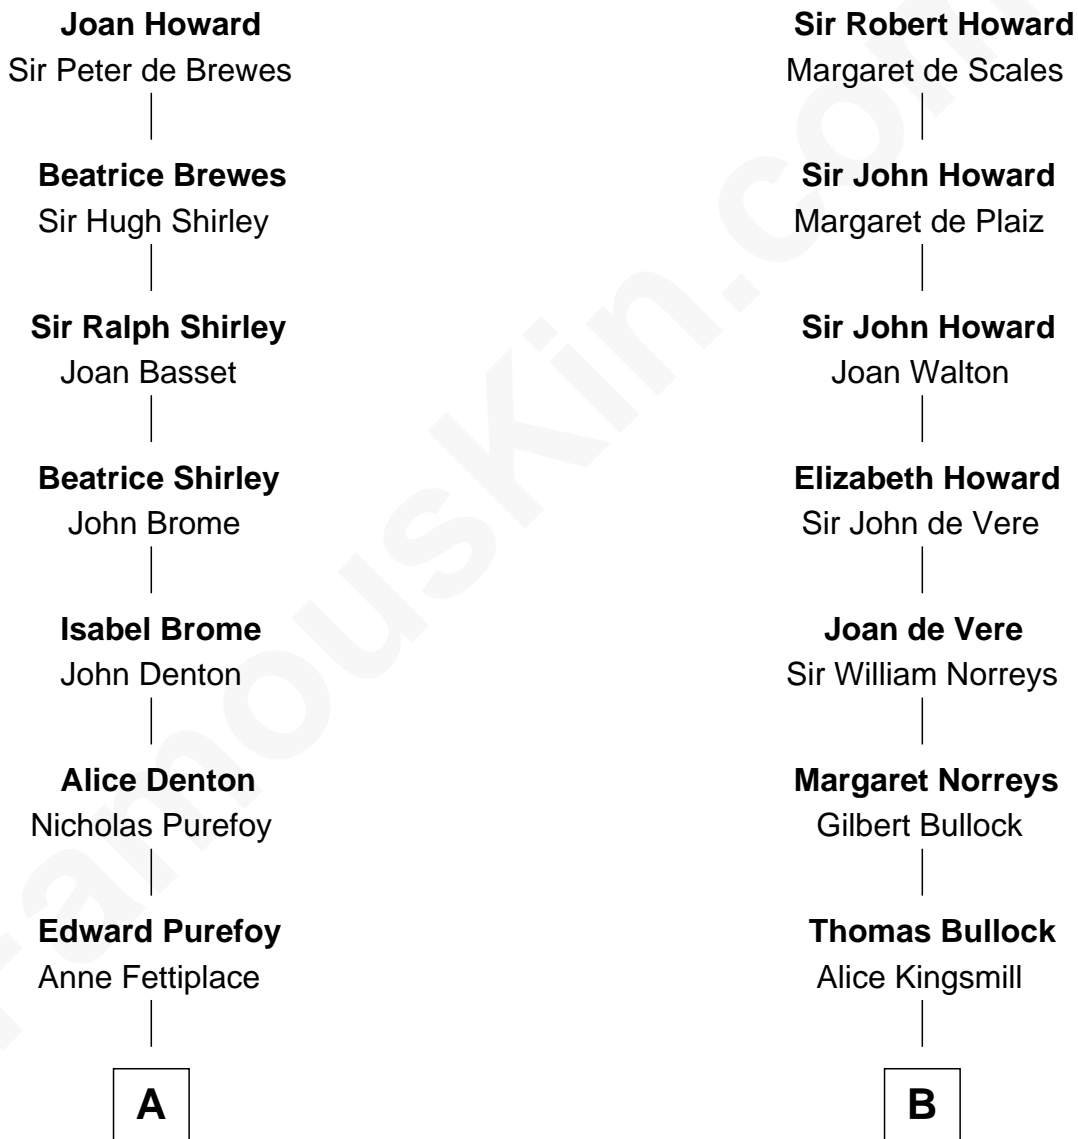 Joan Howard
Sir Peter de Brewes
Beatrice Brewes
Sir Hugh Shirley
Sir Ralph Shirley
Joan Basset
Beatrice Shirley
John Brome
Isabel Brome
John Denton
Alice Denton
Nicholas Purefoy
Edward Purefoy
Anne Fettiplace
A
Sir Robert Howard
Margaret de Scales
Sir John Howard
Margaret de Plaiz
Sir John Howard
Joan Walton
Elizabeth Howard
Sir John de Vere
Joan de Vere
Sir William Norreys
Margaret Norreys
Gilbert Bullock
Thomas Bullock
Alice Kingsmill
B
FamousKin.com